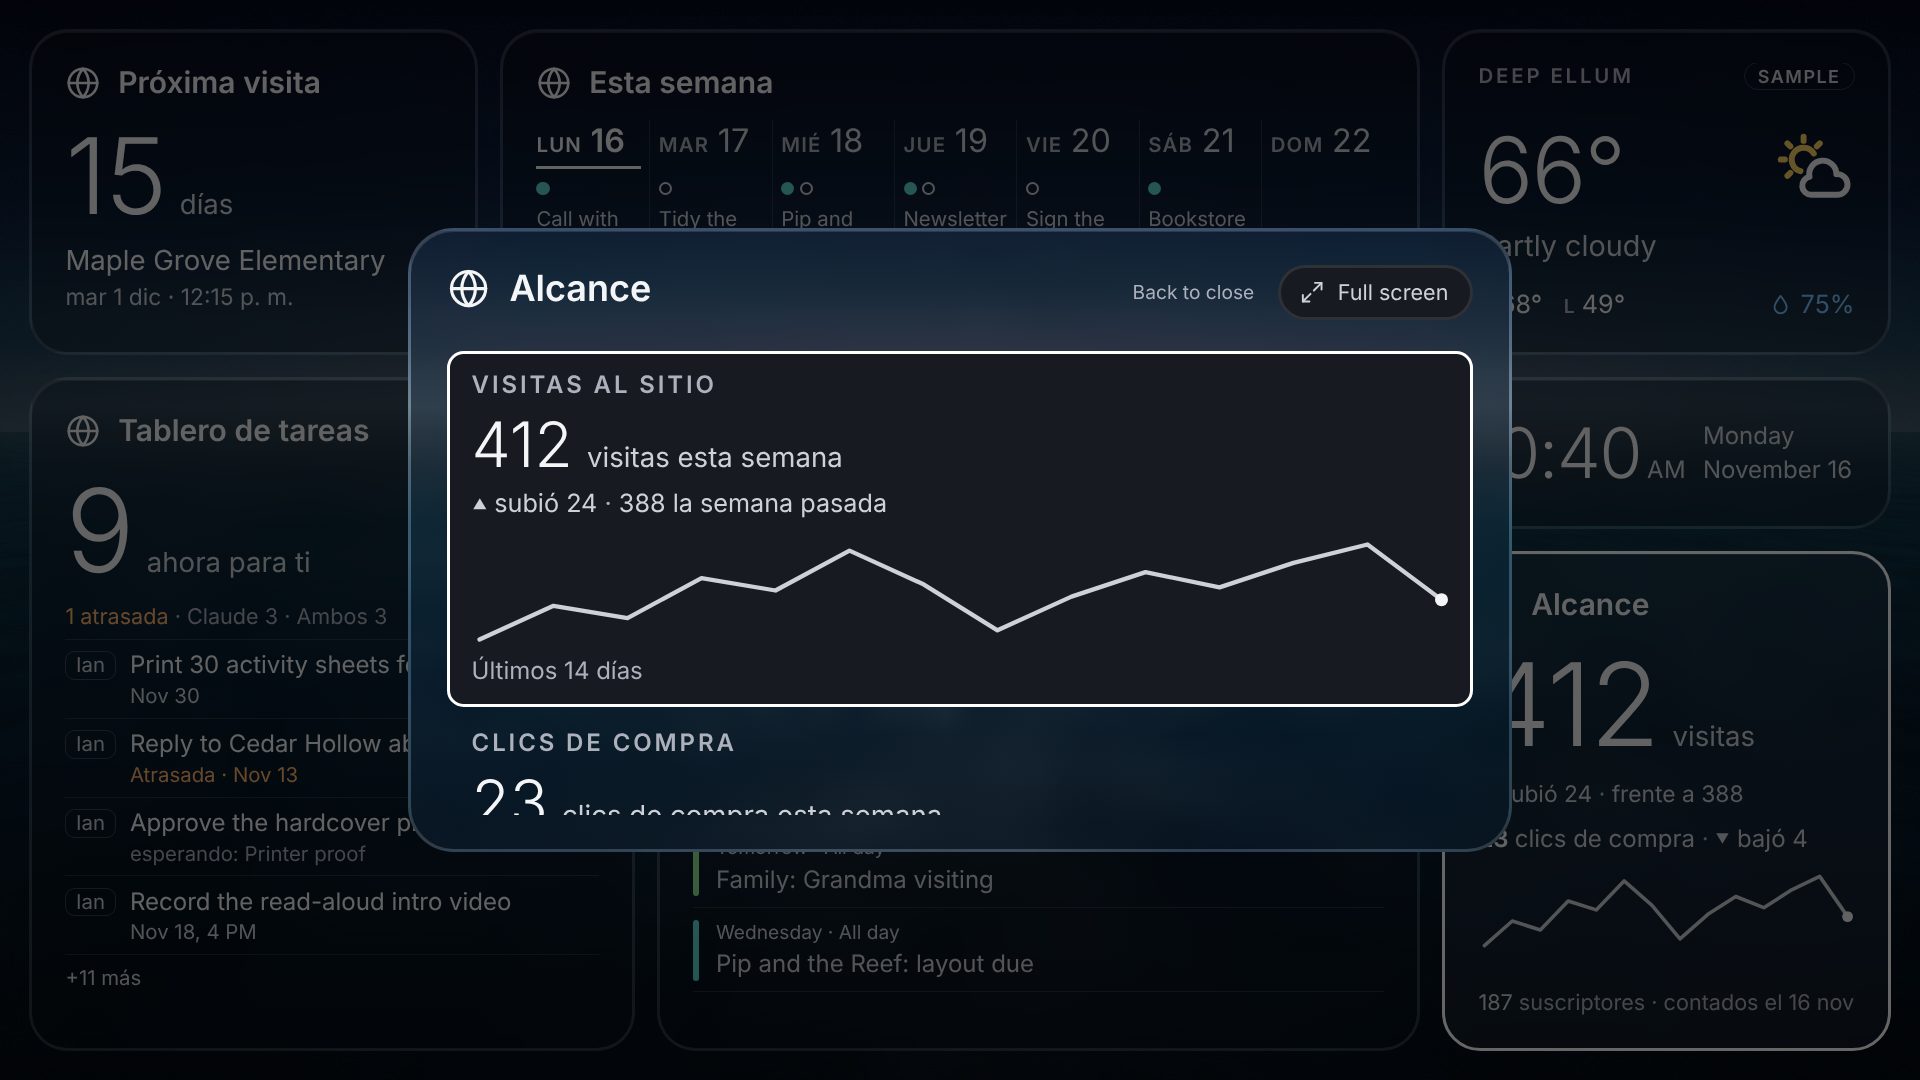 Próxima visita
15 días
Maple Grove Elementary
mar 1 dic · 12:15 p. m.
Esta semana
LUN 16
MAR 17
MIÉ 18
JUE 19
VIE 20
SÁB 21
DOM 22
Call with
Tidy the
Pip and
Newsletter
Sign the
Bookstore
DEEP ELLUM
SAMPLE
66°
cloudy
L 49°
75%
Alcance
Back to close
Full screen
VISITAS AL SITIO
412 visitas esta semana
▲ subió 24 · 388 la semana pasada
Últimos 14 días
CLICS DE COMPRA
23 clics de compra esta semana
Tablero de tareas
9 ahora para ti
1 atrasada · Claude 3 · Ambos 3
Ian
Print 30 activity sheets
Nov 30
Ian
Reply to Cedar Hollow
Atrasada · Nov 13
Ian
Approve the hardcover
esperando: Printer proof
Ian
Record the read-aloud intro video
Nov 18, 4 PM
+11 más
Family: Grandma visiting
Wednesday · All day
Pip and the Reef: layout due
:40 AM
Monday
November 16
Alcance
412 visitas
24 · frente a 388
clics de compra · ▼ bajó 4
187 suscriptores · contados el 16 nov